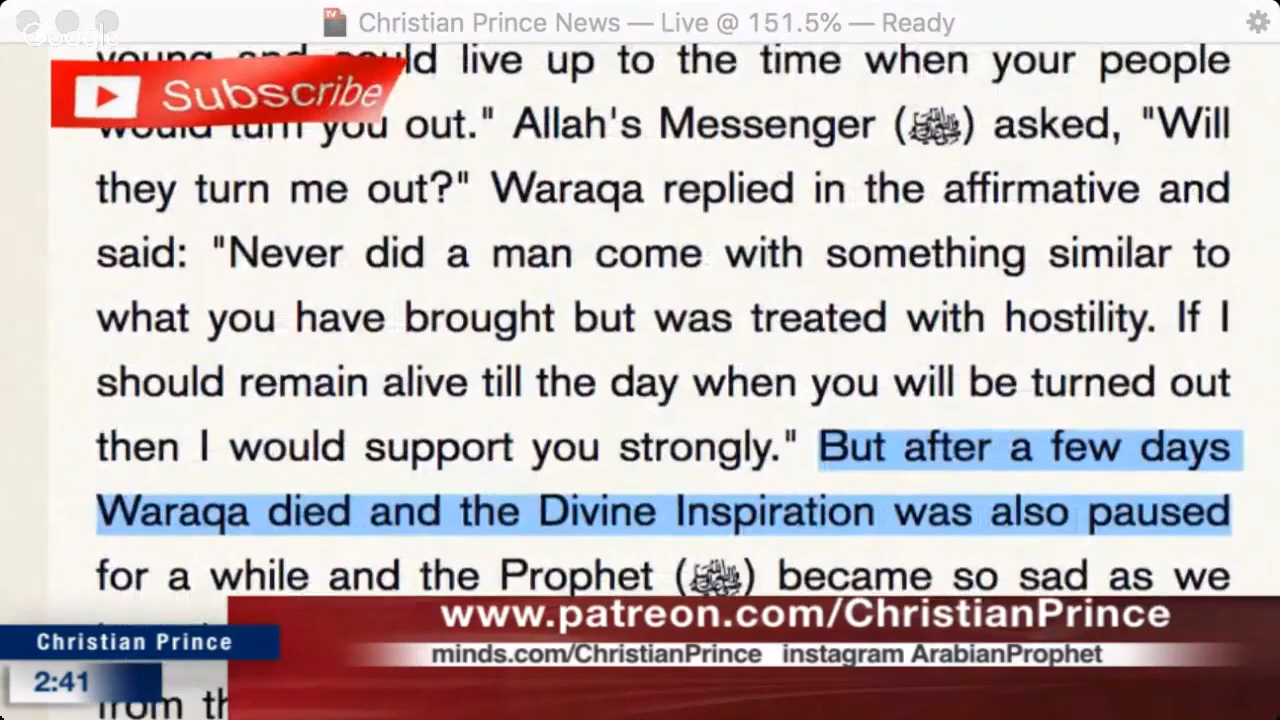 Christian Prince News — Live @ 151.5% — Ready
Google
young and could live up to the time when your people
Subscribe
would turn you out." Allah's Messenger (ﷺ) asked, "Will
they turn me out?" Waraqa replied in the affirmative and
said: "Never did a man come with something similar to
what you have brought but was treated with hostility. If I
should remain alive till the day when you will be turned out
then I would support you strongly." But after a few days
Waraqa died and the Divine Inspiration was also paused
for a while and the Prophet (ﷺ) became so sad as we
www.patreon.com/ChristianPrince
Christian Prince
minds.com/ChristianPrince instagram ArabianProphet
2:41
from